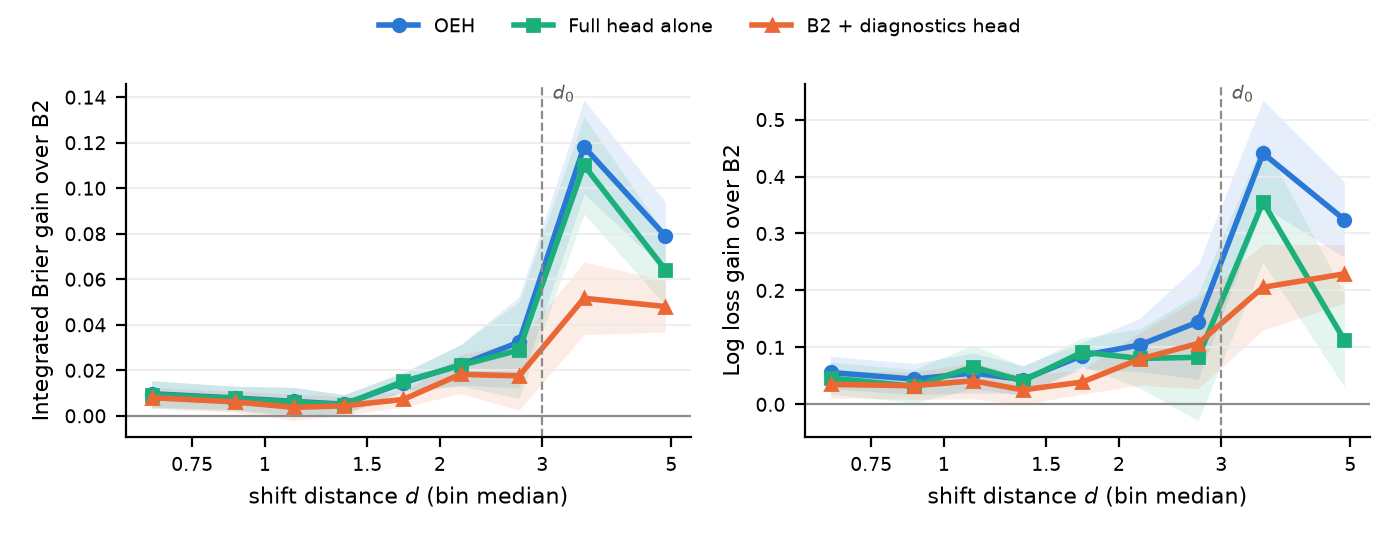 OEH Full head alone B2 + diagnostics head
Integrated Brier gain over B2
0.14
0.12
0.10
0.08
0.06
0.04
0.02
0.00
d0
0.75 1 1.5 2 3 5
shift distance d (bin median)
Log loss gain over B2
0.5
0.4
0.3
0.2
0.1
0.0
d0
0.75 1 1.5 2 3 5
shift distance d (bin median)